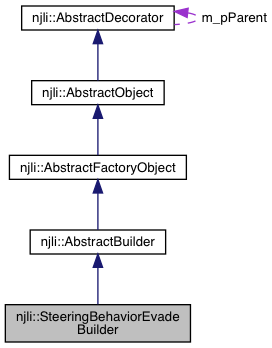 njli::AbstractDecorator
m_pParent
njli::AbstractObject
njli::AbstractFactoryObject
njli::AbstractBuilder
njli::SteeringBehaviorEvade
Builder